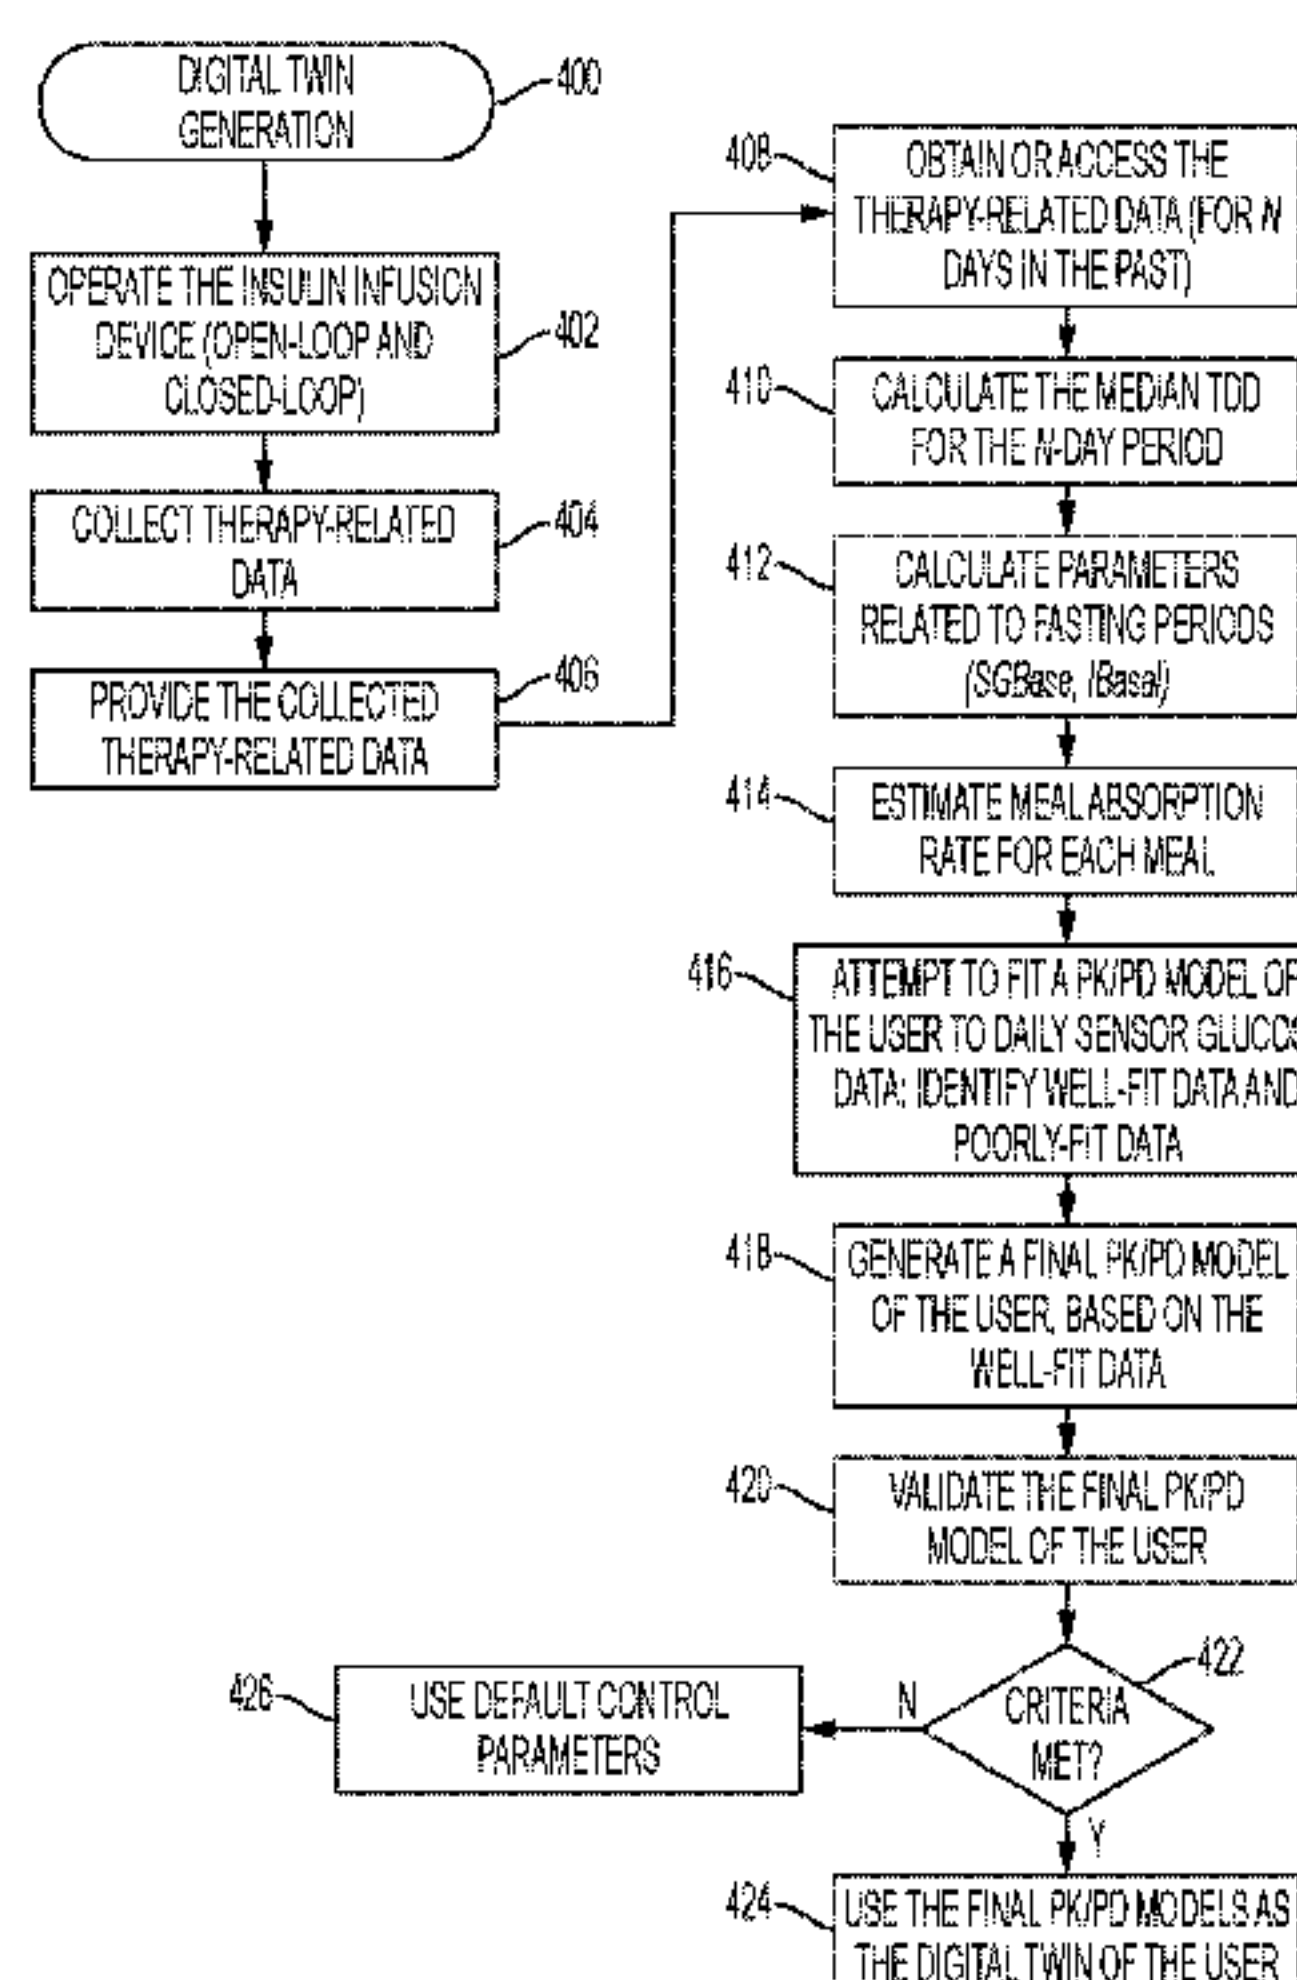 DIGITAL TWIN
GENERATION
400
OPERATE THE INSULIN INFUSION
DEVICE (OPEN-LOOP AND
CLOSED-LOOP)
402
COLLECT THERAPY-RELATED
DATA
404
PROVIDE THE COLLECTED
THERAPY-RELATED DATA
406
408
OBTAIN OR ACCESS THE
THERAPY-RELATED DATA (FOR N
DAYS IN THE PAST)
410
CALCULATE THE MEDIAN TDD
FOR THE N-DAY PERIOD
412
CALCULATE PARAMETERS
RELATED TO FASTING PERIODS
(SGBase, IBasal)
414
ESTIMATE MEAL ABSORPTION
RATE FOR EACH MEAL
416
ATTEMPT TO FIT A PK/PD MODEL OF
THE USER TO DAILY SENSOR GLUCOS
DATA; IDENTIFY WELL-FIT DATA AND
POORLY-FIT DATA
418
GENERATE A FINAL PK/PD MODEL
OF THE USER, BASED ON THE
WELL-FIT DATA
420
VALIDATE THE FINAL PK/PD
MODEL OF THE USER
422
CRITERIA
MET?
N
426
USE DEFAULT CONTROL
PARAMETERS
Y
424
USE THE FINAL PK/PD MODELS AS
THE DIGITAL TWIN OF THE USER